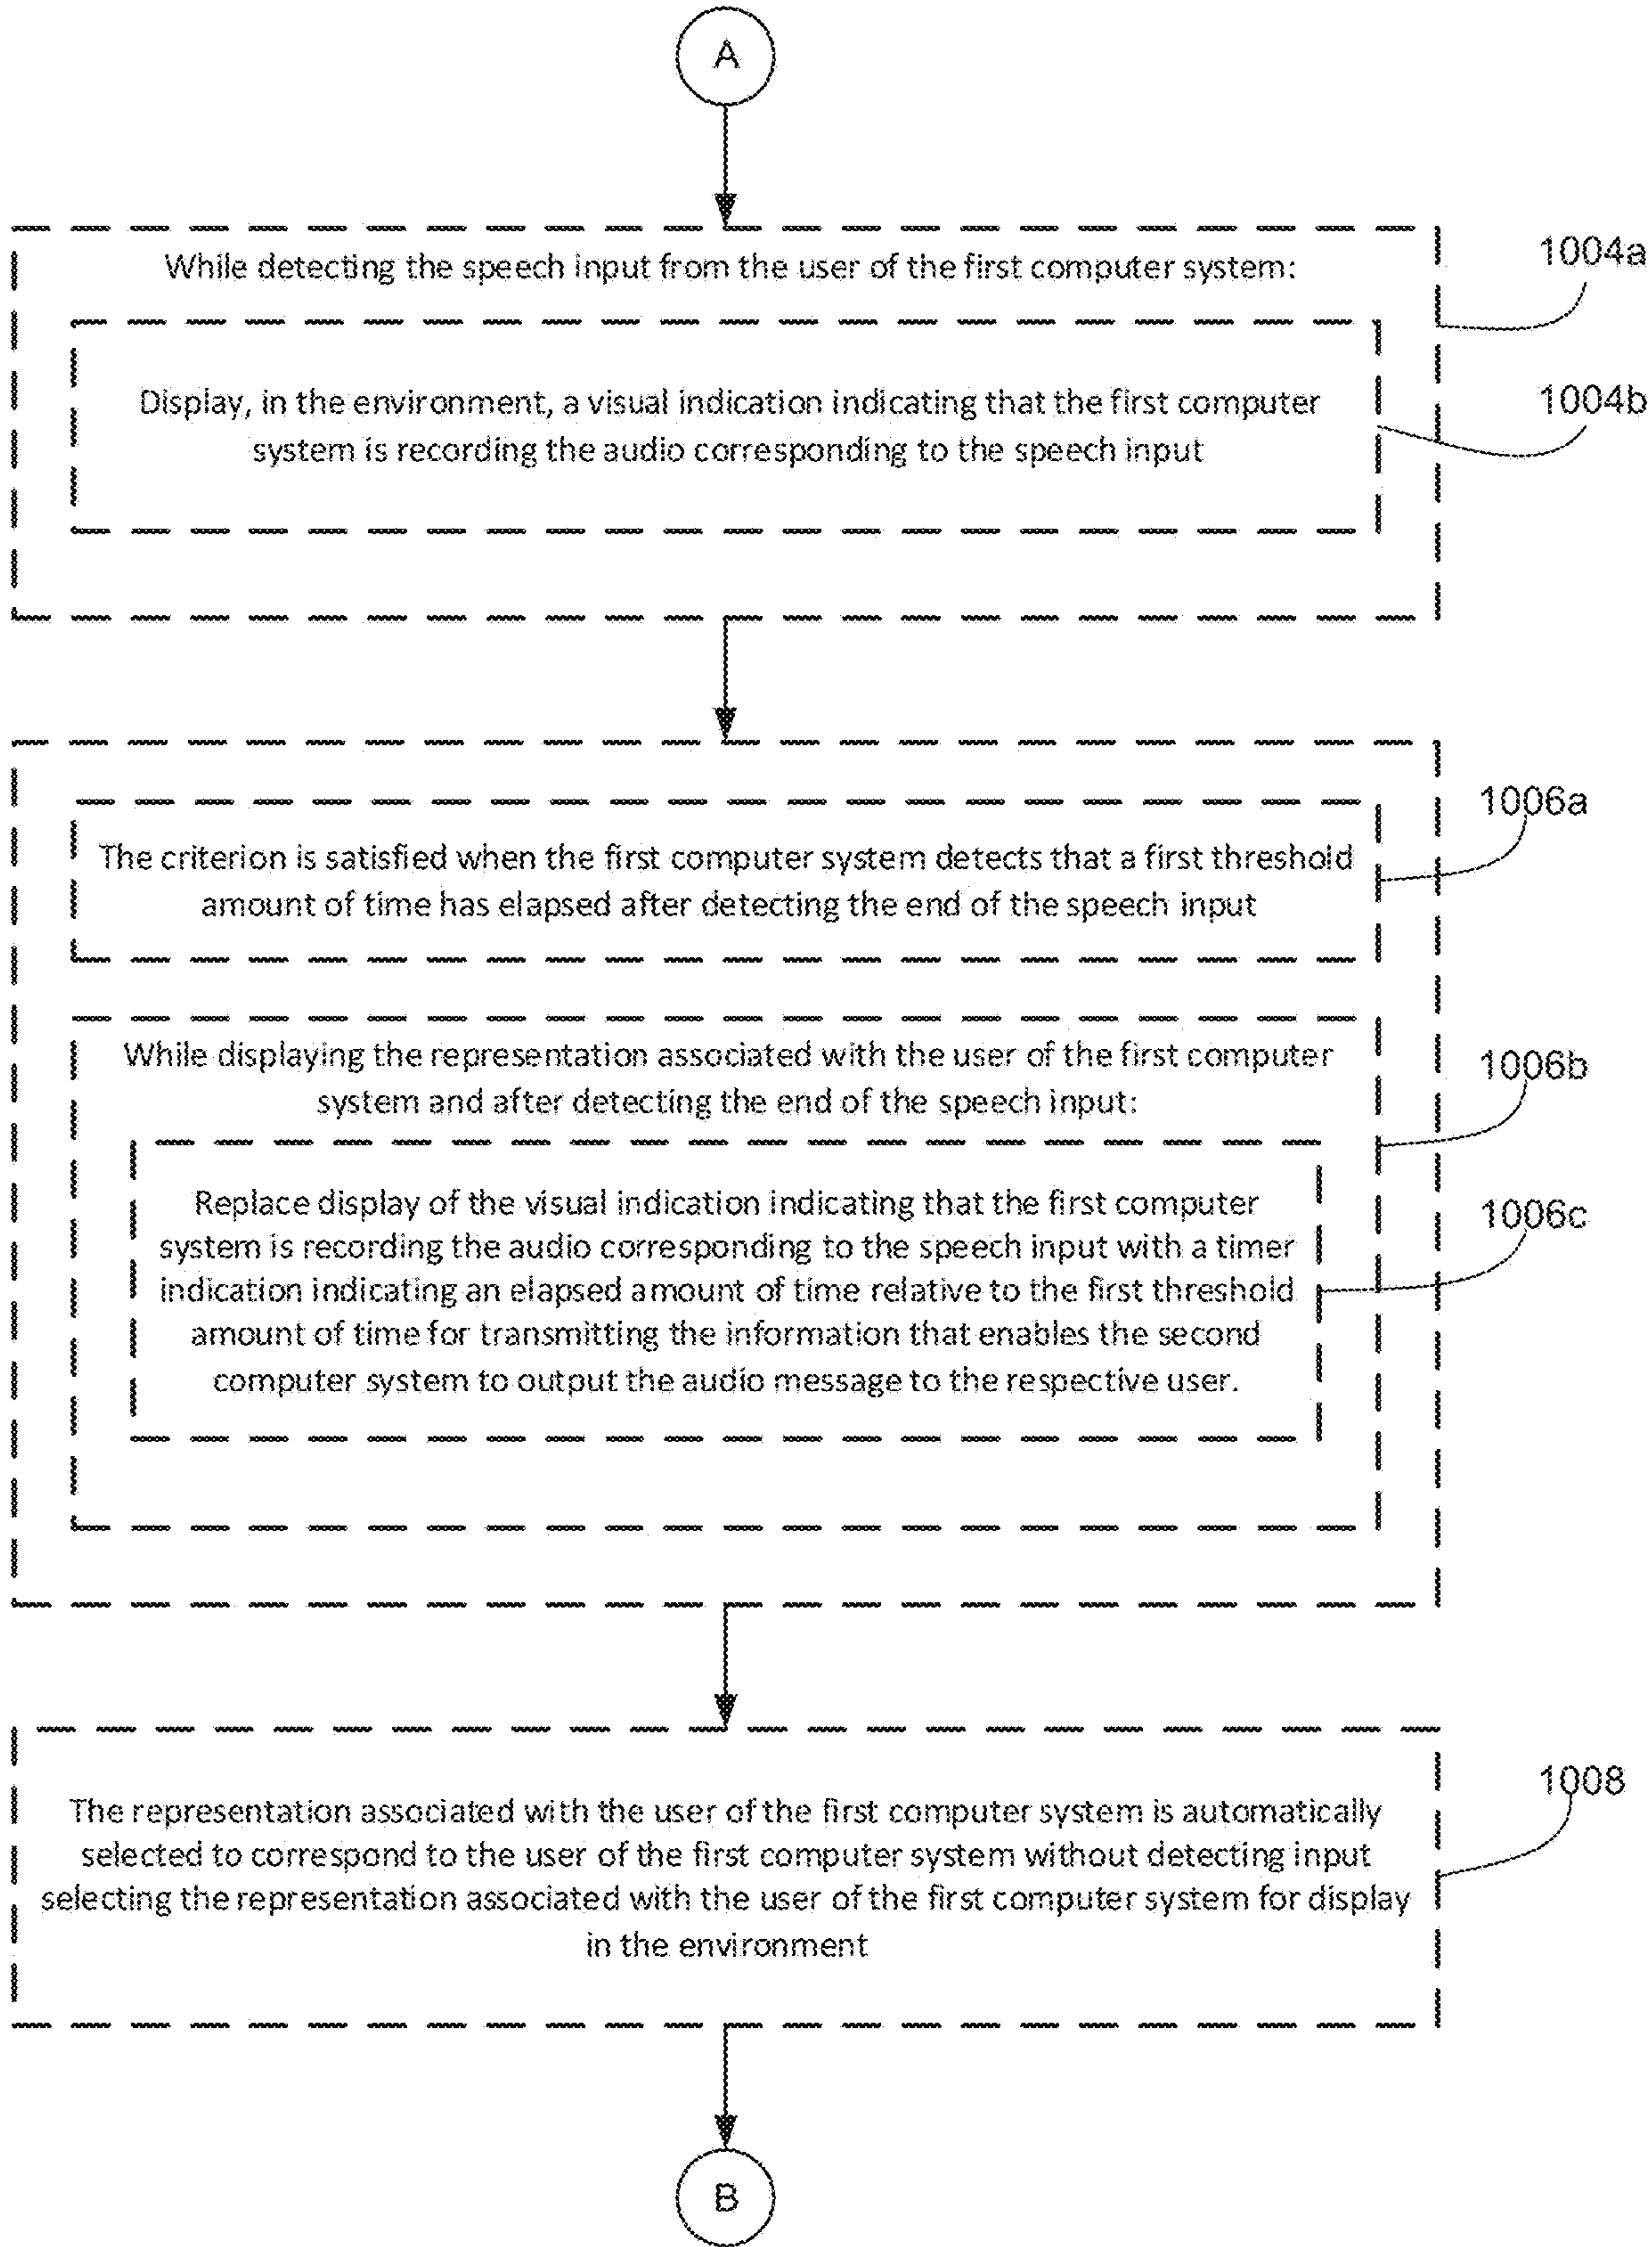 A
While detecting the speech input from the user of the first computer system:
1004a
Display, in the environment, a visual indication indicating that the first computer
system is recording the audio corresponding to the speech input
1004b
The criterion is satisfied when the first computer system detects that a first threshold
amount of time has elapsed after detecting the end of the speech input
1006a
While displaying the representation associated with the user of the first computer
system and after detecting the end of the speech input:
1006b
Replace display of the visual indication indicating that the first computer
system is recording the audio corresponding to the speech input with a timer
indication indicating an elapsed amount of time relative to the first threshold
amount of time for transmitting the information that enables the second
computer system to output the audio message to the respective user.
1006c
The representation associated with the user of the first computer system is automatically
selected to correspond to the user of the first computer system without detecting input
selecting the representation associated with the user of the first computer system for display
in the environment
1008
B